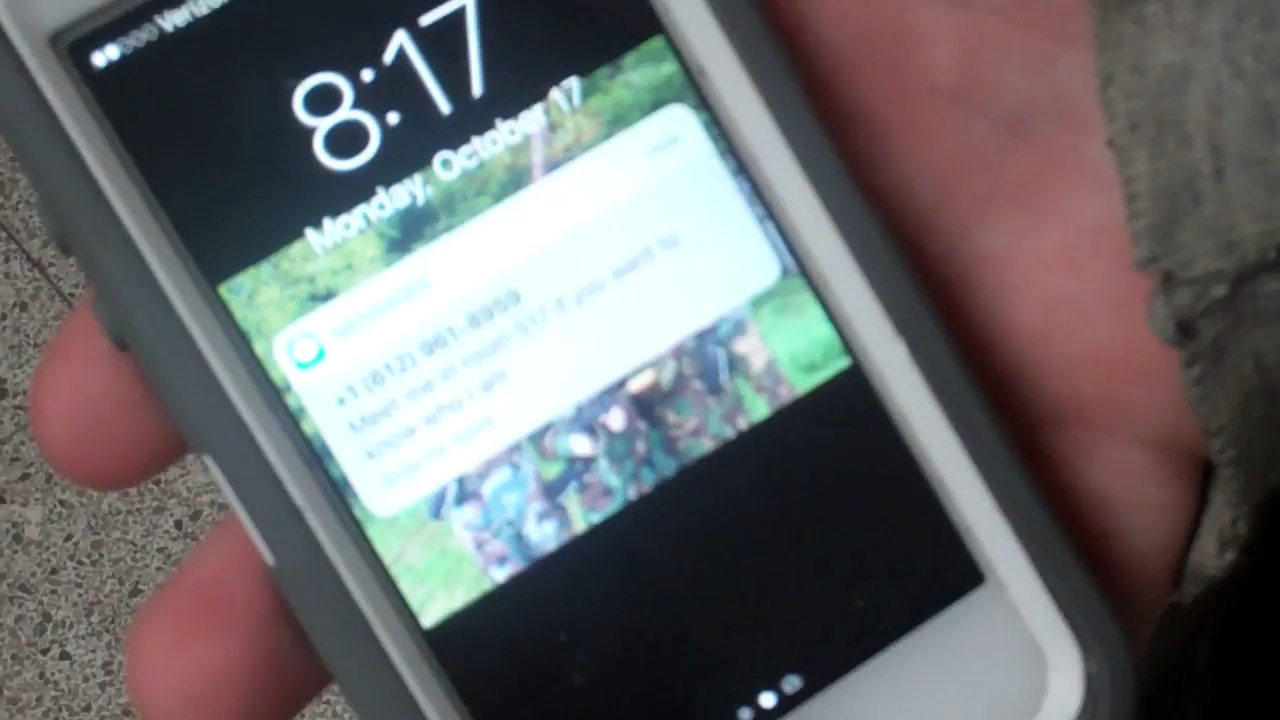 Verizon
8:17
Monday, October 17
MESSAGES
+1 (612) 961-8959
Meet me in room 517 if you want to
know who I am